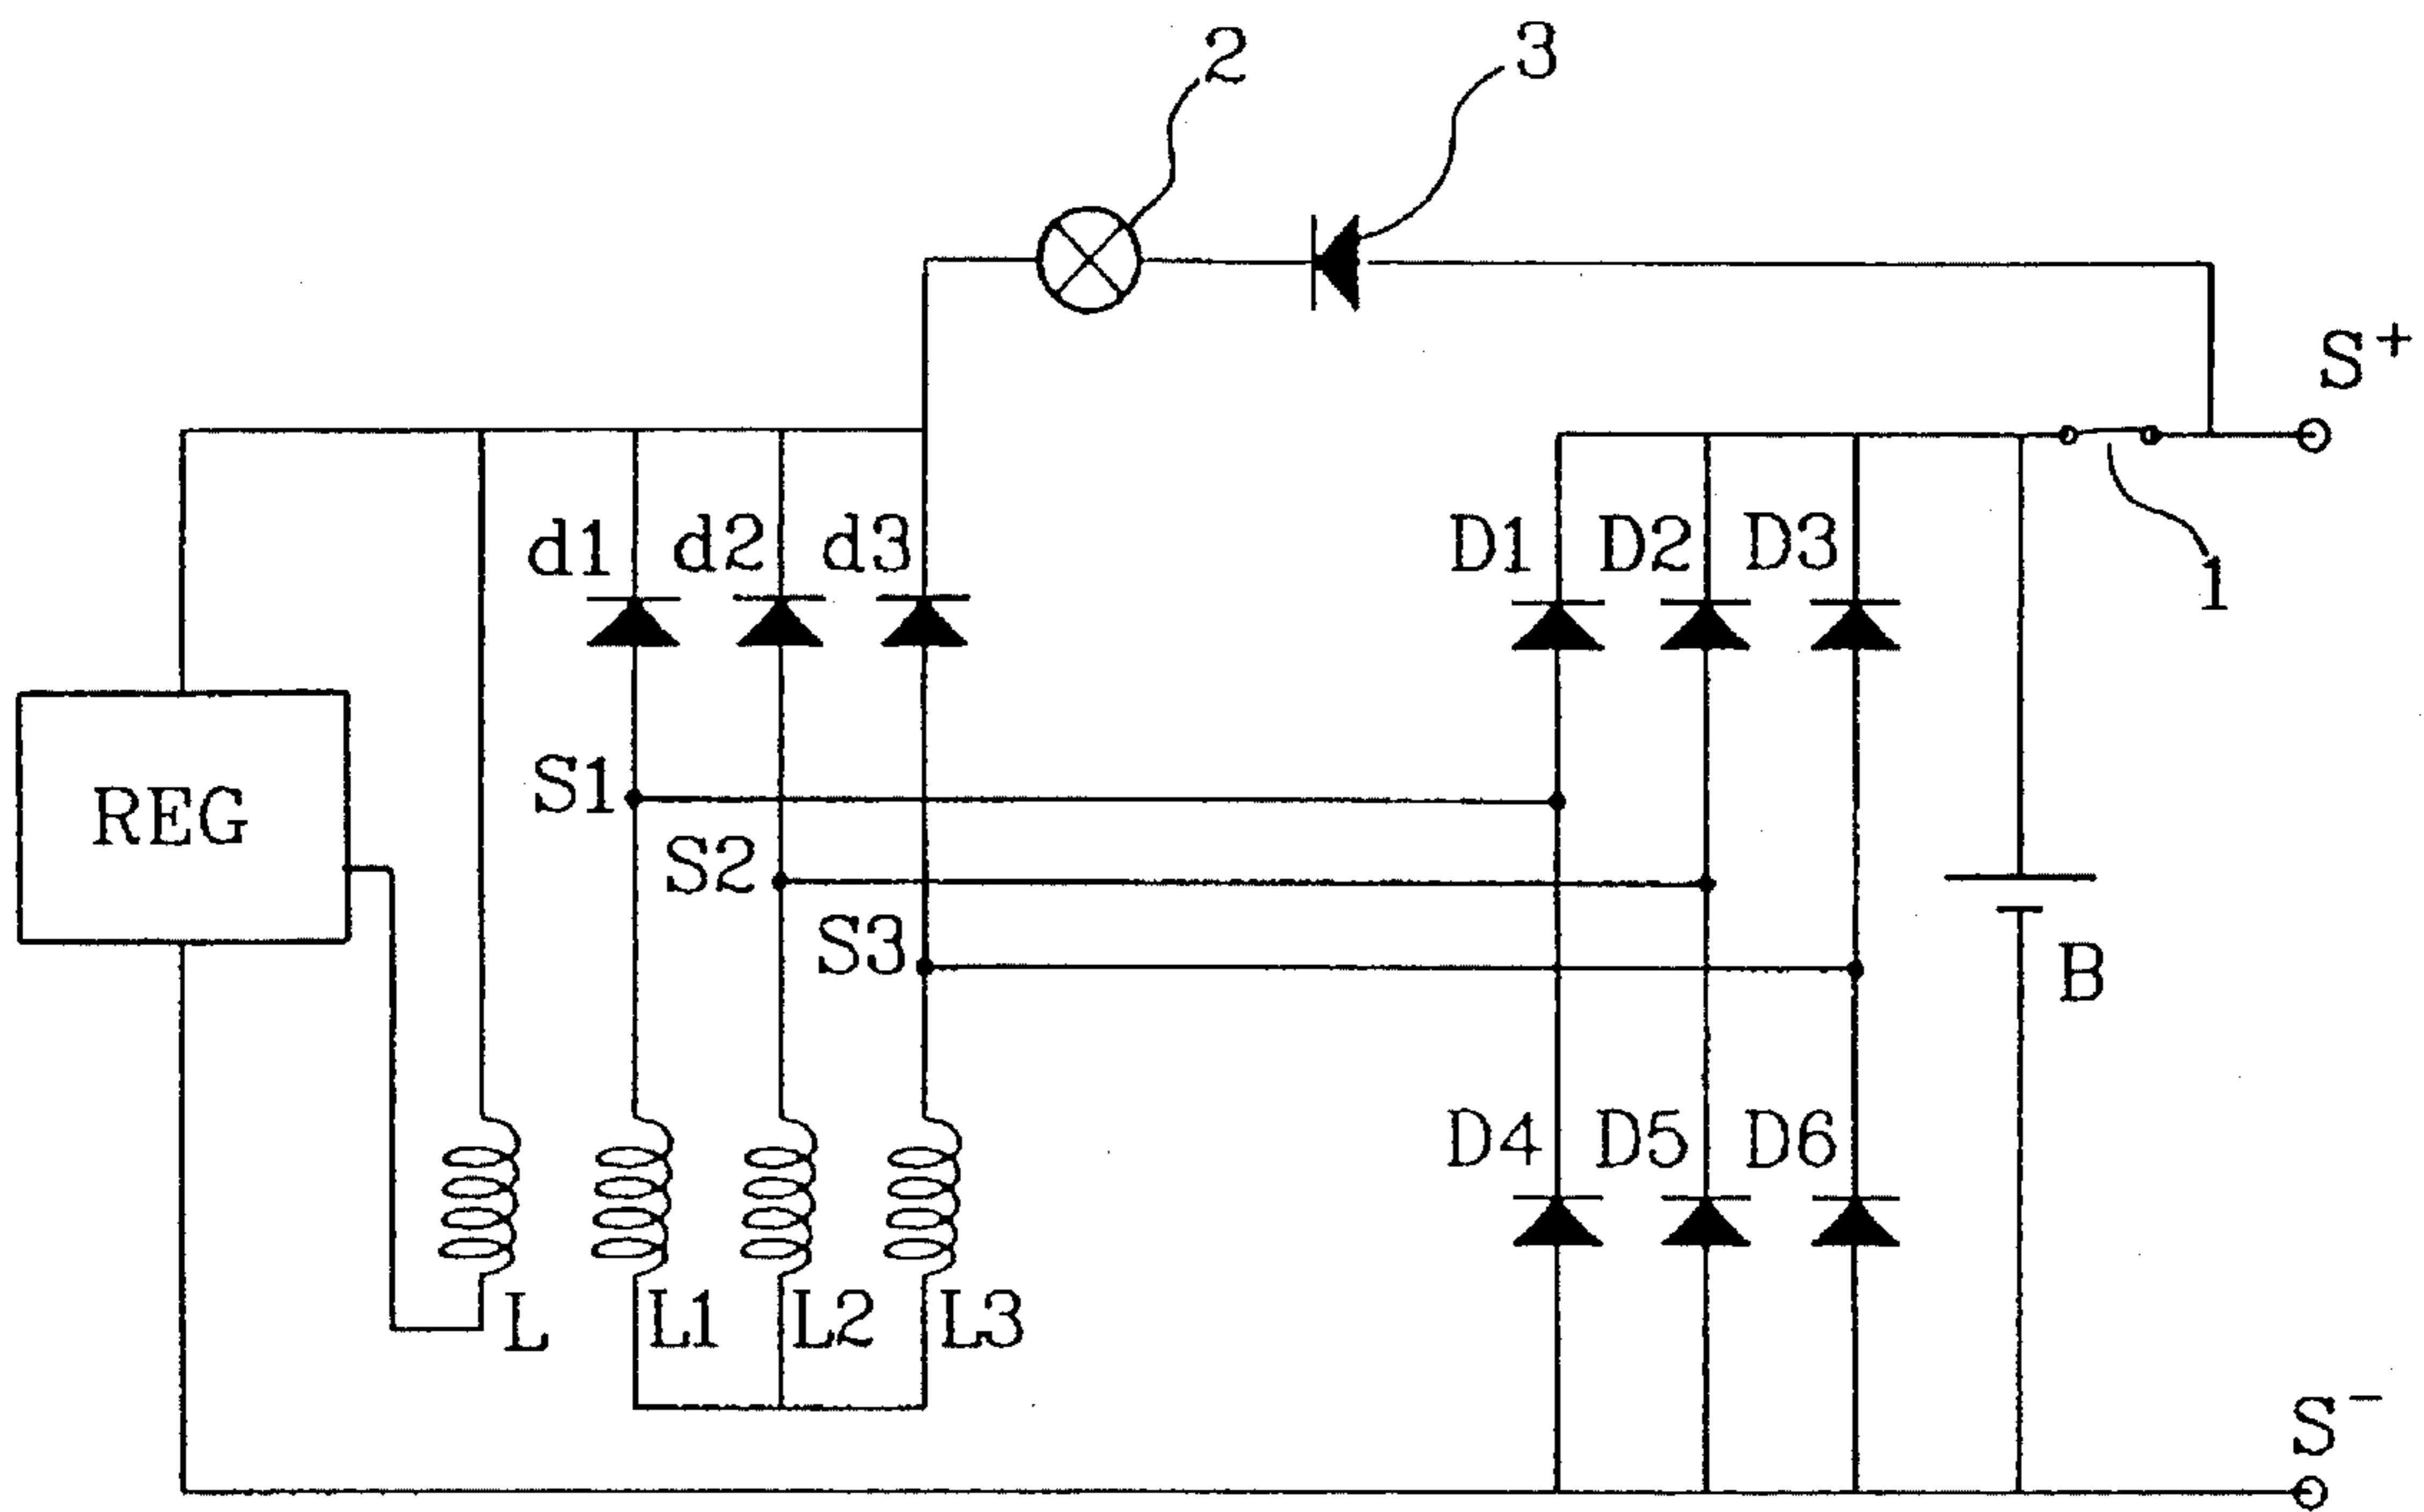 2
3
S+
d1 d2 d3 D1 D2 D3
1
REG
S1
S2
S3
B
D4 D5 D6
L L1 L2 L3
S−